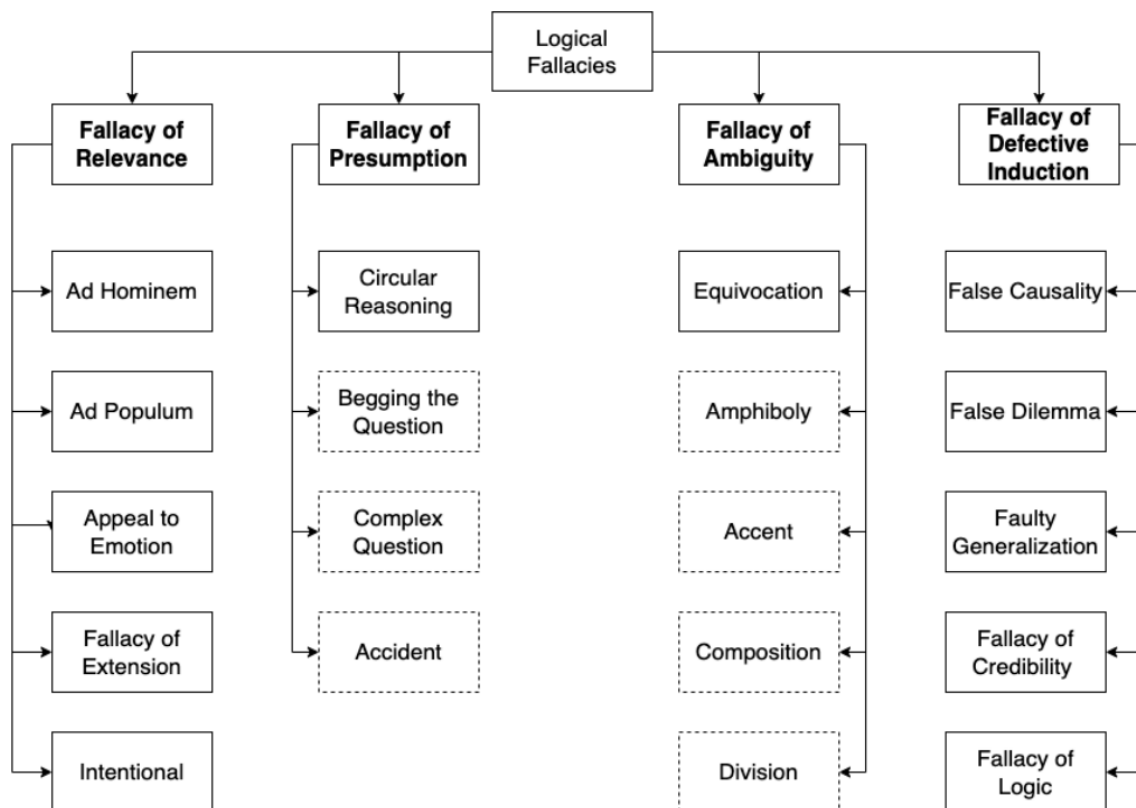 Logical
Fallacies
Fallacy of
Relevance
Fallacy of
Presumption
Fallacy of
Ambiguity
Fallacy of
Defective
Induction
Ad Hominem
Circular
Reasoning
Equivocation
False Causality
Ad Populum
Begging the
Question
Amphiboly
False Dilemma
Appeal to
Emotion
Complex
Question
Accent
Faulty
Generalization
Fallacy of
Extension
Accident
Composition
Fallacy of
Credibility
Intentional
Division
Fallacy of
Logic